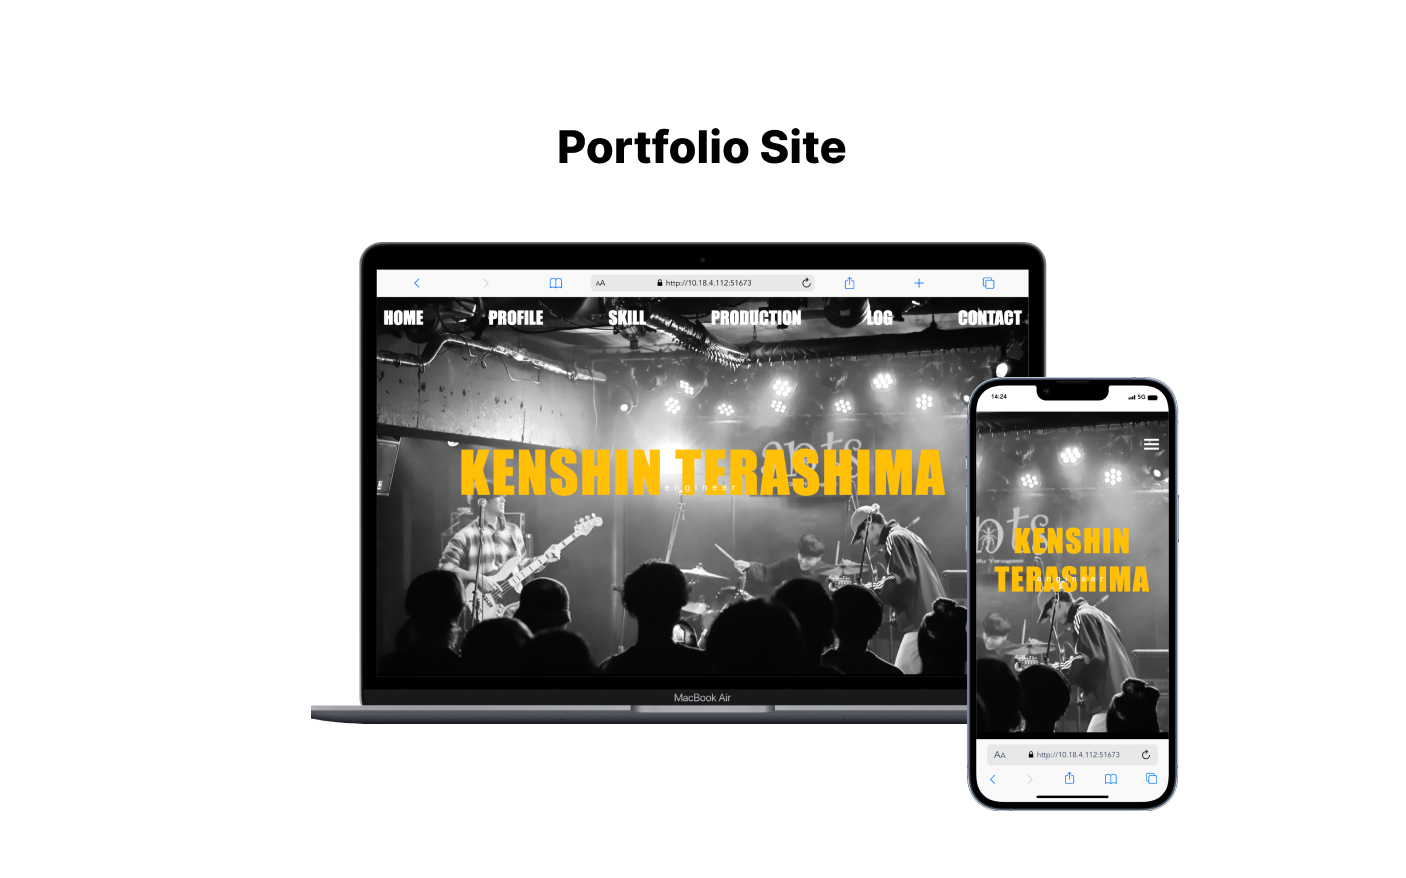 Portfolio Site
AA http://10.18.4.112:51673
HOME PROFILE SKILL PRODUCTION LOG CONTACT
KENSHIN TERASHIMA
engineer
MacBook Air
14:24 5G
KENSHIN
TERASHIMA
engineer
AA http://10.18.4.112:51673